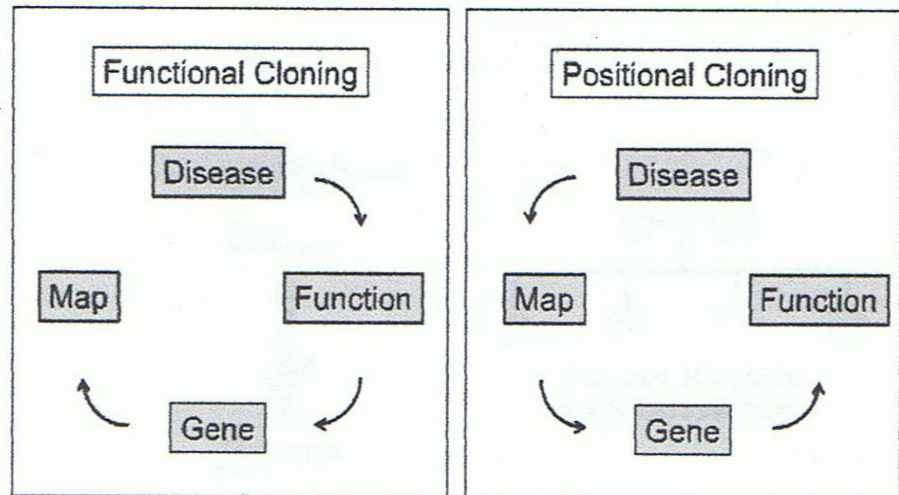 Functional Cloning
Disease
Map
Function
Gene
Positional Cloning
Disease
Map
Function
Gene